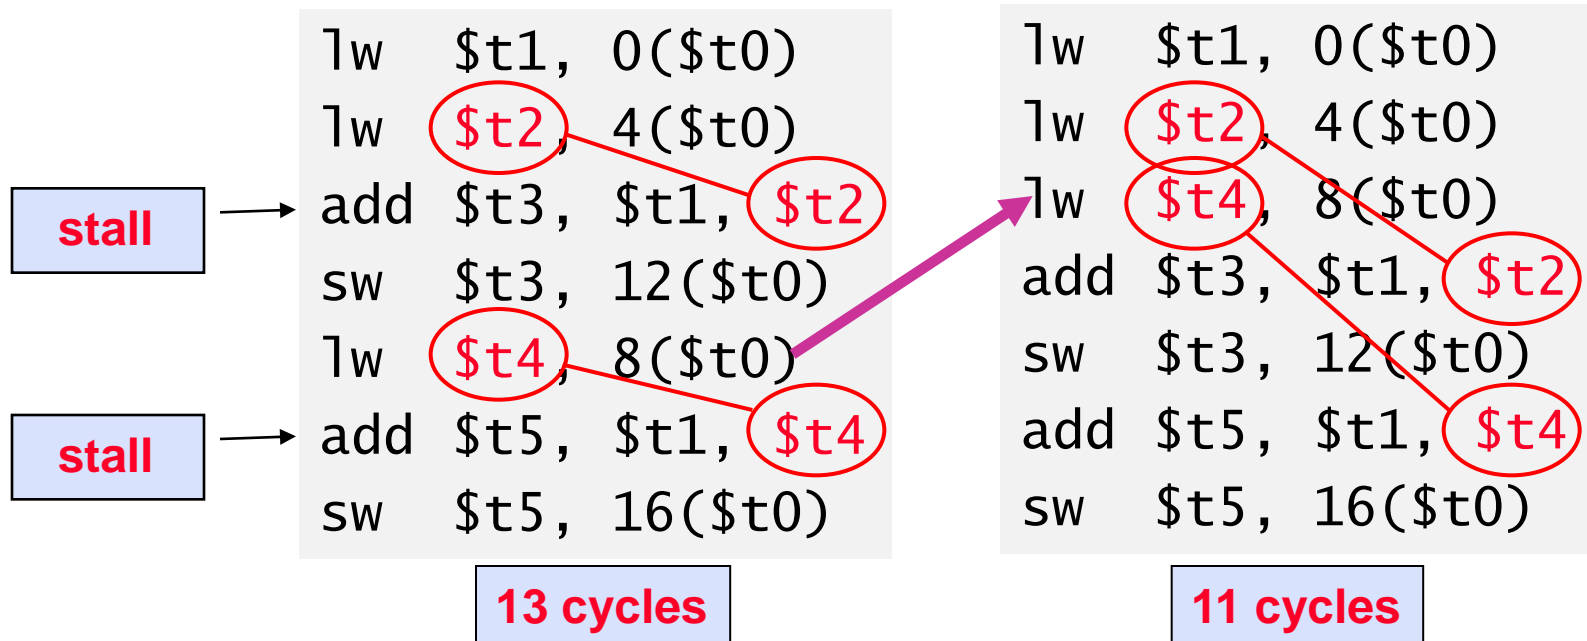 lw $t1, 0($t0)
lw $t2, 4($t0)
stall
add $t3, $t1, $t2
sw $t3, 12($t0)
lw $t4, 8($t0)
stall
add $t5, $t1, $t4
sw $t5, 16($t0)
13 cycles
lw $t1, 0($t0)
lw $t2, 4($t0)
lw $t4, 8($t0)
add $t3, $t1, $t2
sw $t3, 12($t0)
add $t5, $t1, $t4
sw $t5, 16($t0)
11 cycles